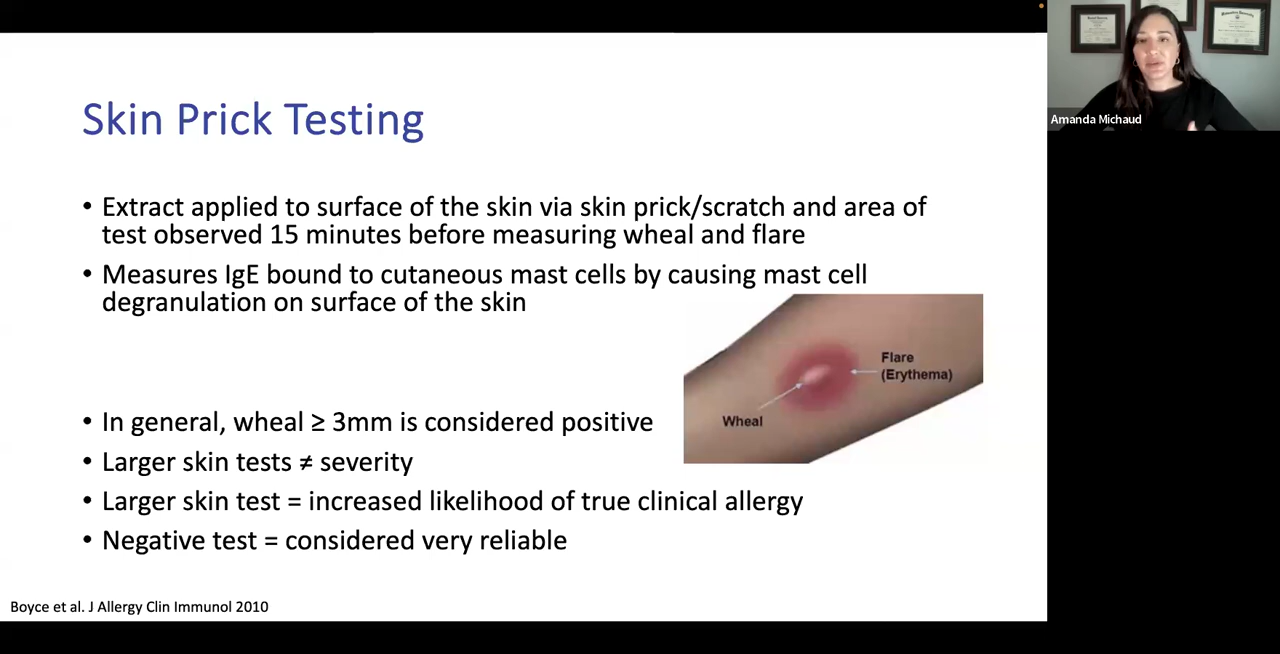 Skin Prick Testing
• Extract applied to surface of the skin via skin prick/scratch and area of
test observed 15 minutes before measuring wheal and flare
• Measures IgE bound to cutaneous mast cells by causing mast cell
degranulation on surface of the skin
Flare
(Erythema)
Wheal
• In general, wheal ≥ 3mm is considered positive
• Larger skin tests ≠ severity
• Larger skin test = increased likelihood of true clinical allergy
• Negative test = considered very reliable
Boyce et al. J Allergy Clin Immunol 2010
Amanda Michaud